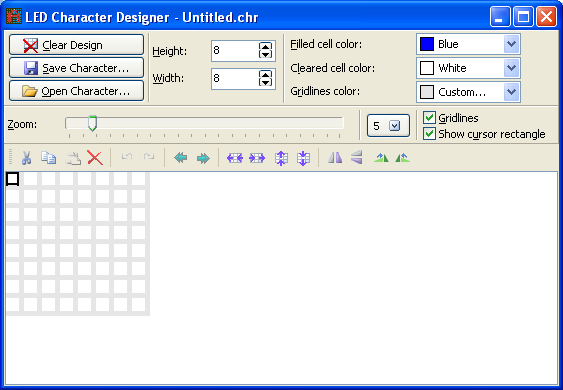 LED Character Designer - Untitled.chr
Clear Design
Save Character...
Open Character...
Height: 8
Width: 8
Filled cell color: Blue
Cleared cell color: White
Gridlines color: Custom...
Zoom: 5
Gridlines
Show cursor rectangle